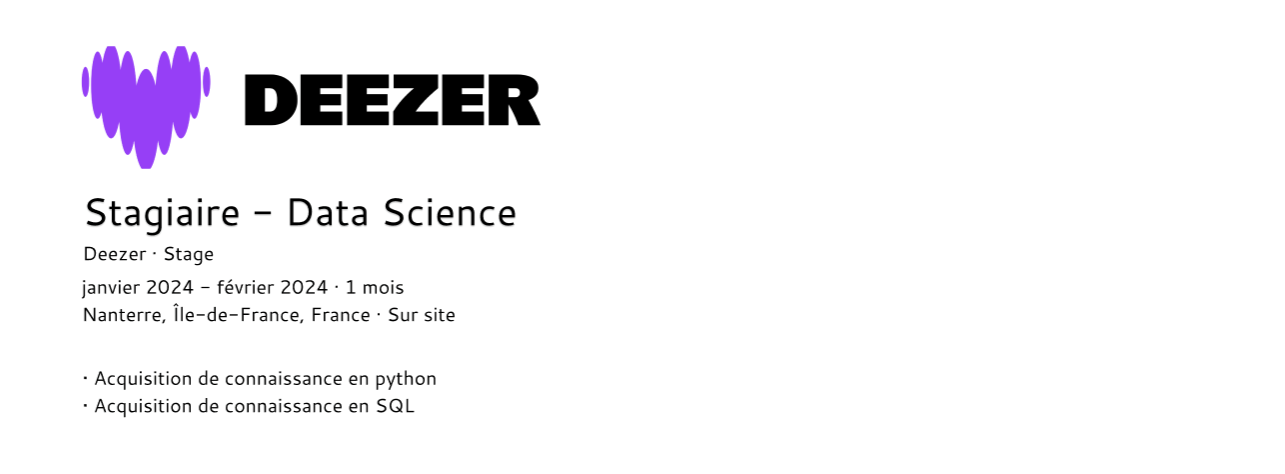 DEEZER
Stagiaire - Data Science
Deezer · Stage
janvier 2024 - février 2024 · 1 mois
Nanterre, Île-de-France, France · Sur site
· Acquisition de connaissance en python
· Acquisition de connaissance en SQL